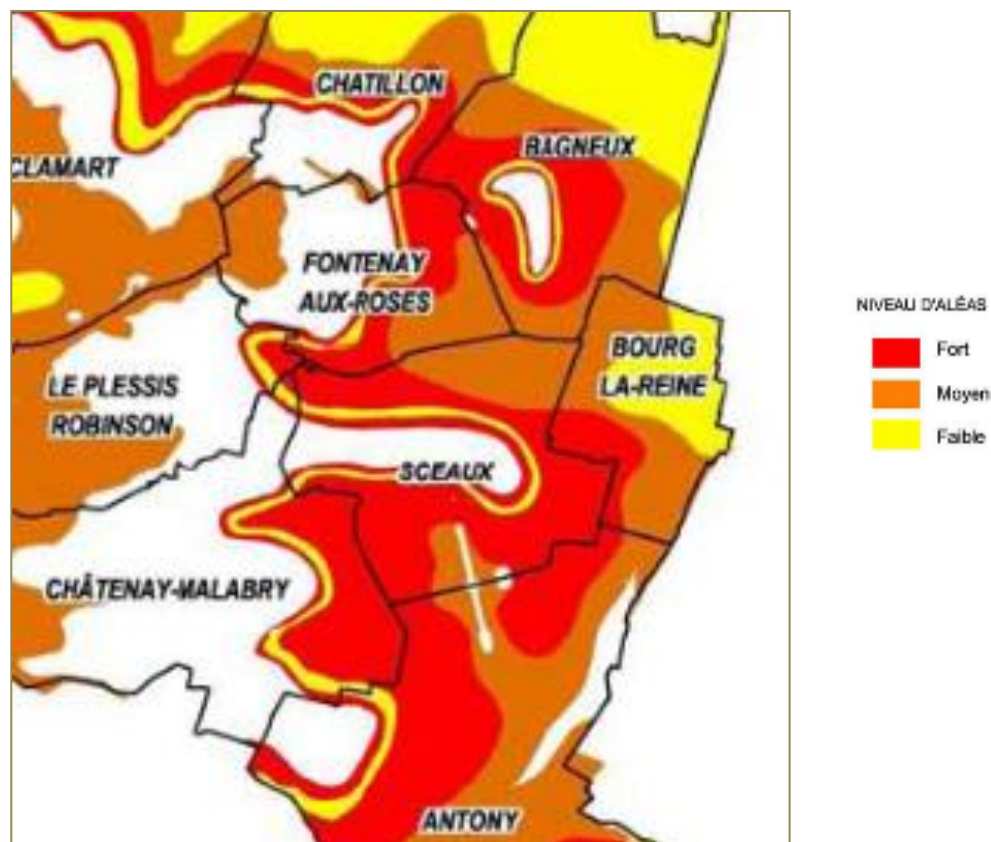 CHATILLON
BAGNEUX
CLAMART
FONTENAY
AUX-ROSES
BOURG
LA-REINE
LE PLESSIS
ROBINSON
SCEAUX
CHÂTENAY-MALABRY
ANTONY
NIVEAU D'ALÉAS
Fort
Moyen
Faible